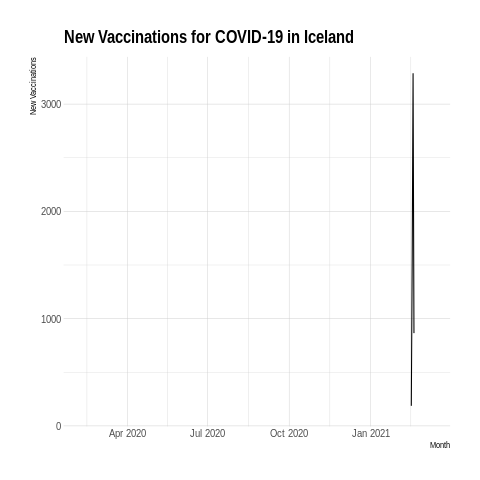 New Vaccinations for COVID-19 in Iceland
New Vaccinations
3000
2000
1000
0
Apr 2020 Jul 2020 Oct 2020 Jan 2021
Month